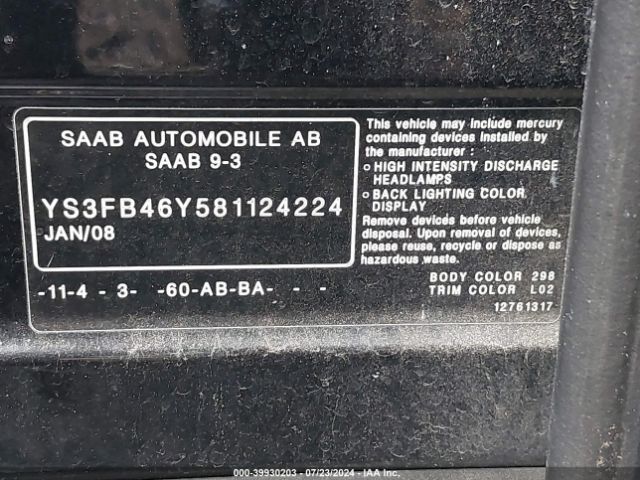 SAAB AUTOMOBILE AB
SAAB 9-3
YS3FB46Y581124224
JAN/08
-11-4 - 3- -60-AB-BA- - -
This vehicle may include mercury
containing devices installed by
the manufacturer :
o HIGH INTENSITY DISCHARGE
HEADLAMPS
o BACK LIGHTING COLOR
DISPLAY
Remove devices before vehicle
disposal. Upon removal of devices,
please reuse, recycle or dispose as
hazardous waste.
BODY COLOR 298
TRIM COLOR L02
12761317
000-39930203 - 07/23/2024 - IAA Inc.